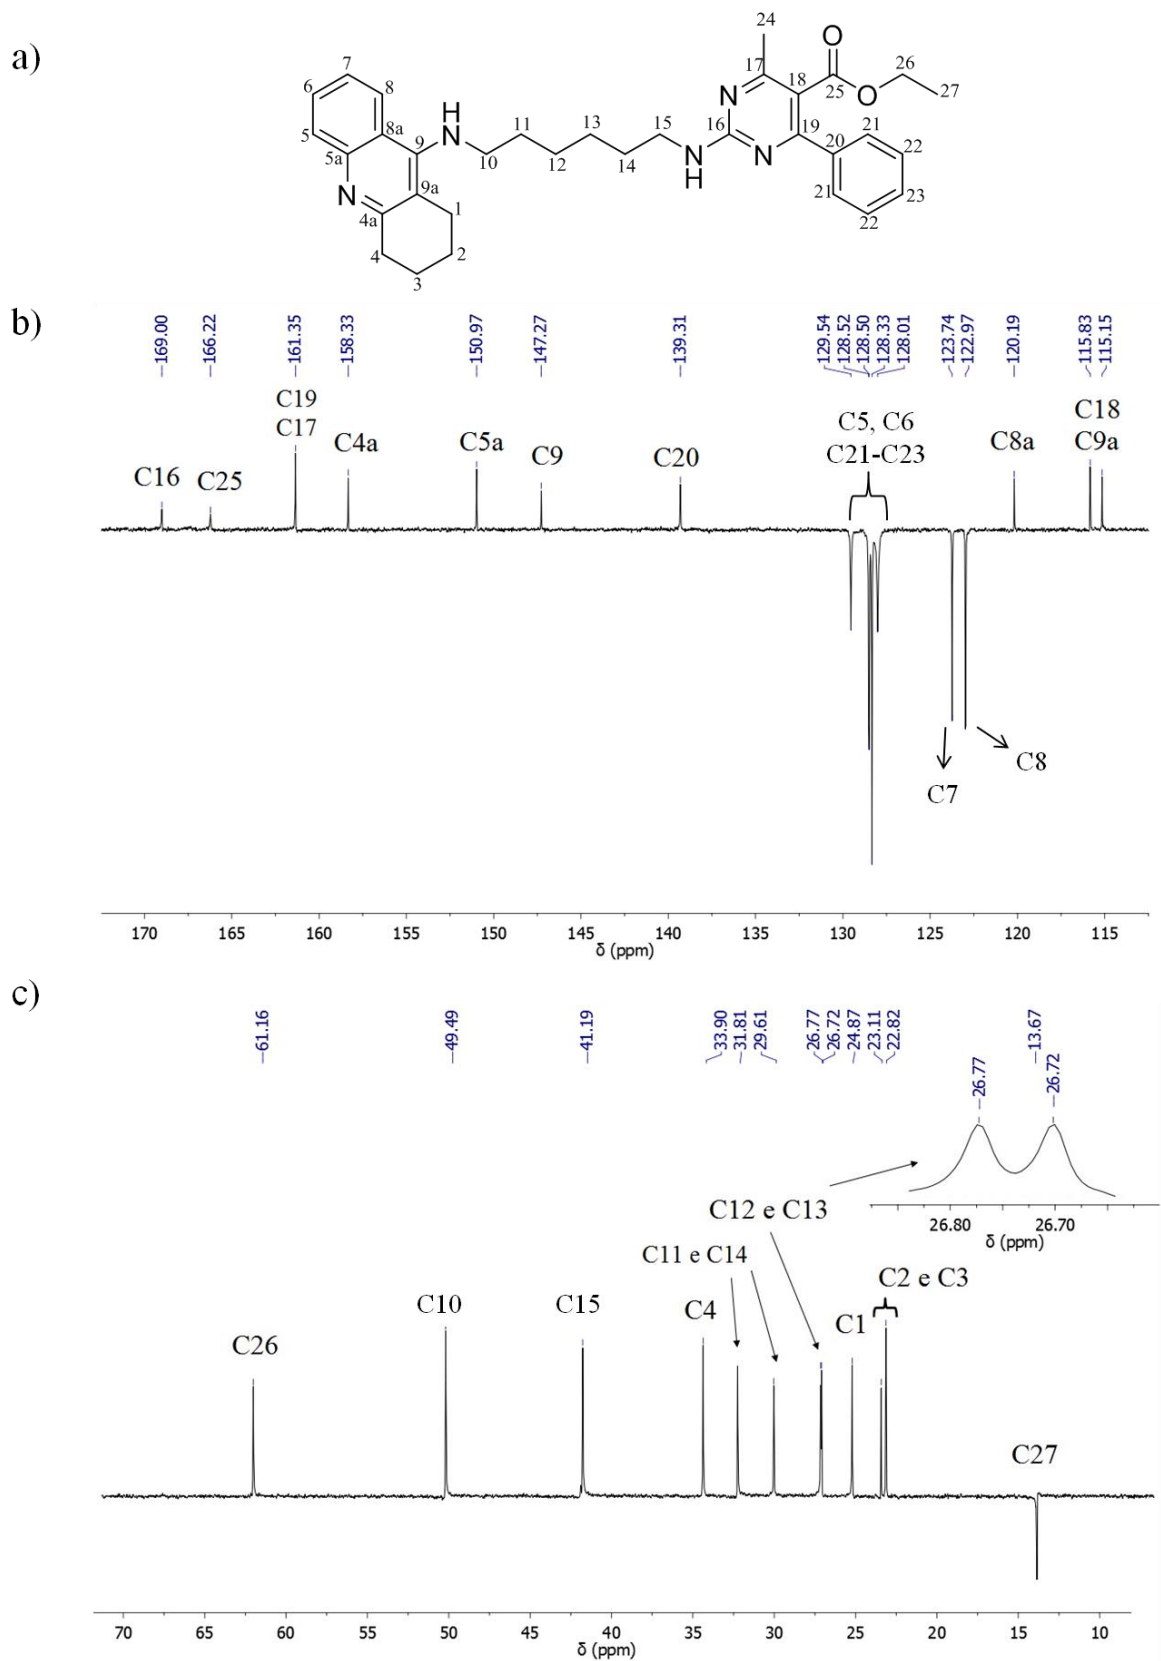 a)
24
O
17
18
26
7
25
O
27
6
8
H
N
N
11
13
15
16
19
20
21
22
5
8a
9
10
12
14
N
H
N
21
22
23
5a
N
9a
1
4a
4
2
3
b)
169.00
166.22
161.35
158.33
150.97
147.27
139.31
129.54
128.52
128.50
128.33
128.01
123.74
122.97
120.19
115.83
115.15
C19
C17
C16
C25
C4a
C5a
C9
C20
C5, C6
C21-C23
C8a
C18
C9a
C7
C8
170 165 160 155 150 145 140 135 130 125 120 115
δ (ppm)
c)
61.16
49.49
41.19
33.90
31.81
29.61
26.77
26.72
24.87
23.11
22.82
13.67
26.77
26.72
26.80 26.70
δ (ppm)
C12 e C13
C11 e C14
C2 e C3
C26
C10
C15
C4
C1
C27
70 65 60 55 50 45 40 35 30 25 20 15 10
δ (ppm)